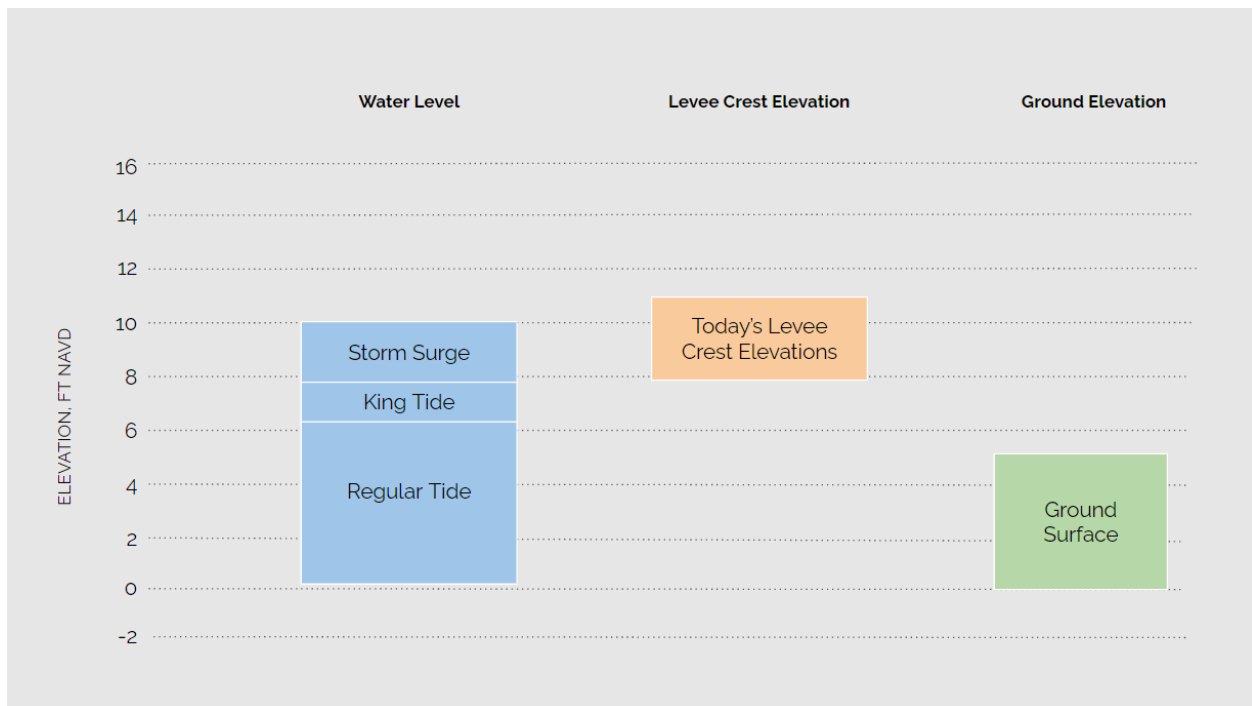 Water Level
Levee Crest Elevation
Ground Elevation
ELEVATION, FT NAVD
16
14
12
10
8
6
4
2
0
-2
Storm Surge
King Tide
Regular Tide
Today's Levee
Crest Elevations
Ground
Surface